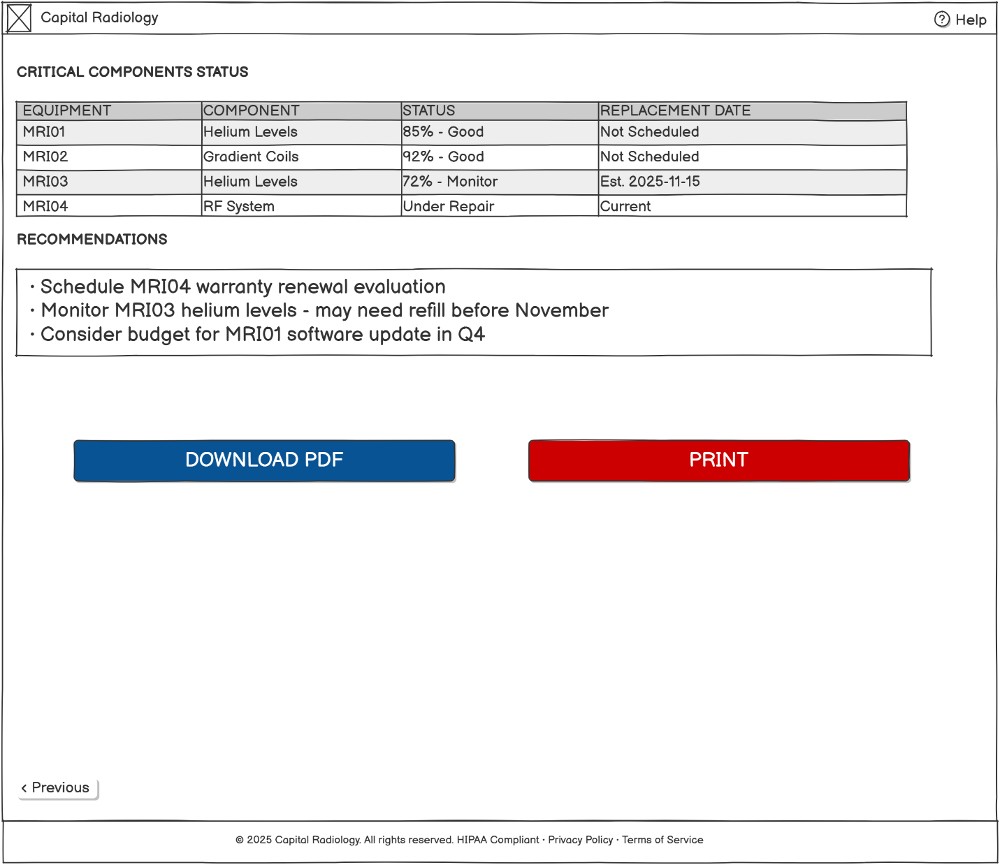 Capital Radiology
? Help
CRITICAL COMPONENTS STATUS
EQUIPMENT COMPONENT STATUS REPLACEMENT DATE
MRI01 Helium Levels 85% - Good Not Scheduled
MRI02 Gradient Coils 92% - Good Not Scheduled
MRI03 Helium Levels 72% - Monitor Est. 2025-11-15
MRI04 RF System Under Repair Current
RECOMMENDATIONS
· Schedule MRI04 warranty renewal evaluation
· Monitor MRI03 helium levels - may need refill before November
· Consider budget for MRI01 software update in Q4
DOWNLOAD PDF
PRINT
‹ Previous
© 2025 Capital Radiology. All rights reserved. HIPAA Compliant · Privacy Policy · Terms of Service